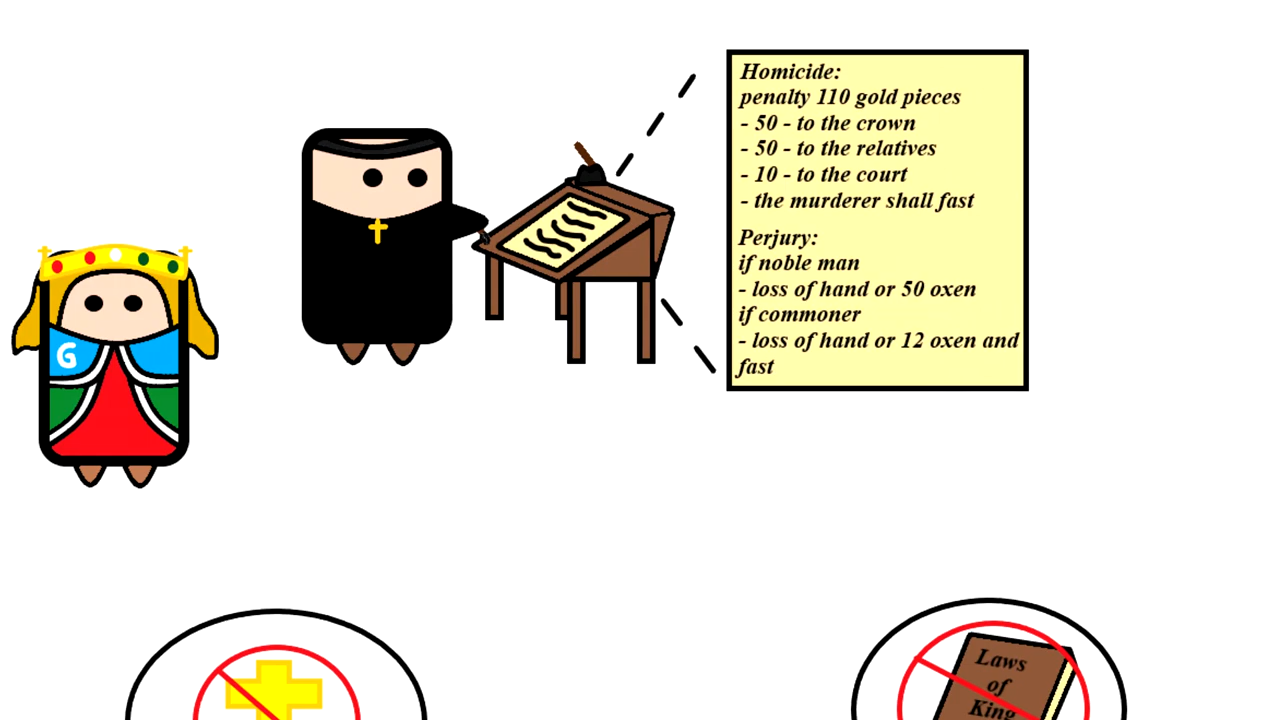 Homicide:
penalty 110 gold pieces
- 50 - to the crown
- 50 - to the relatives
- 10 - to the court
- the murderer shall fast
Perjury:
if noble man
- loss of hand or 50 oxen
if commoner
- loss of hand or 12 oxen and
fast
G
Laws
of
King